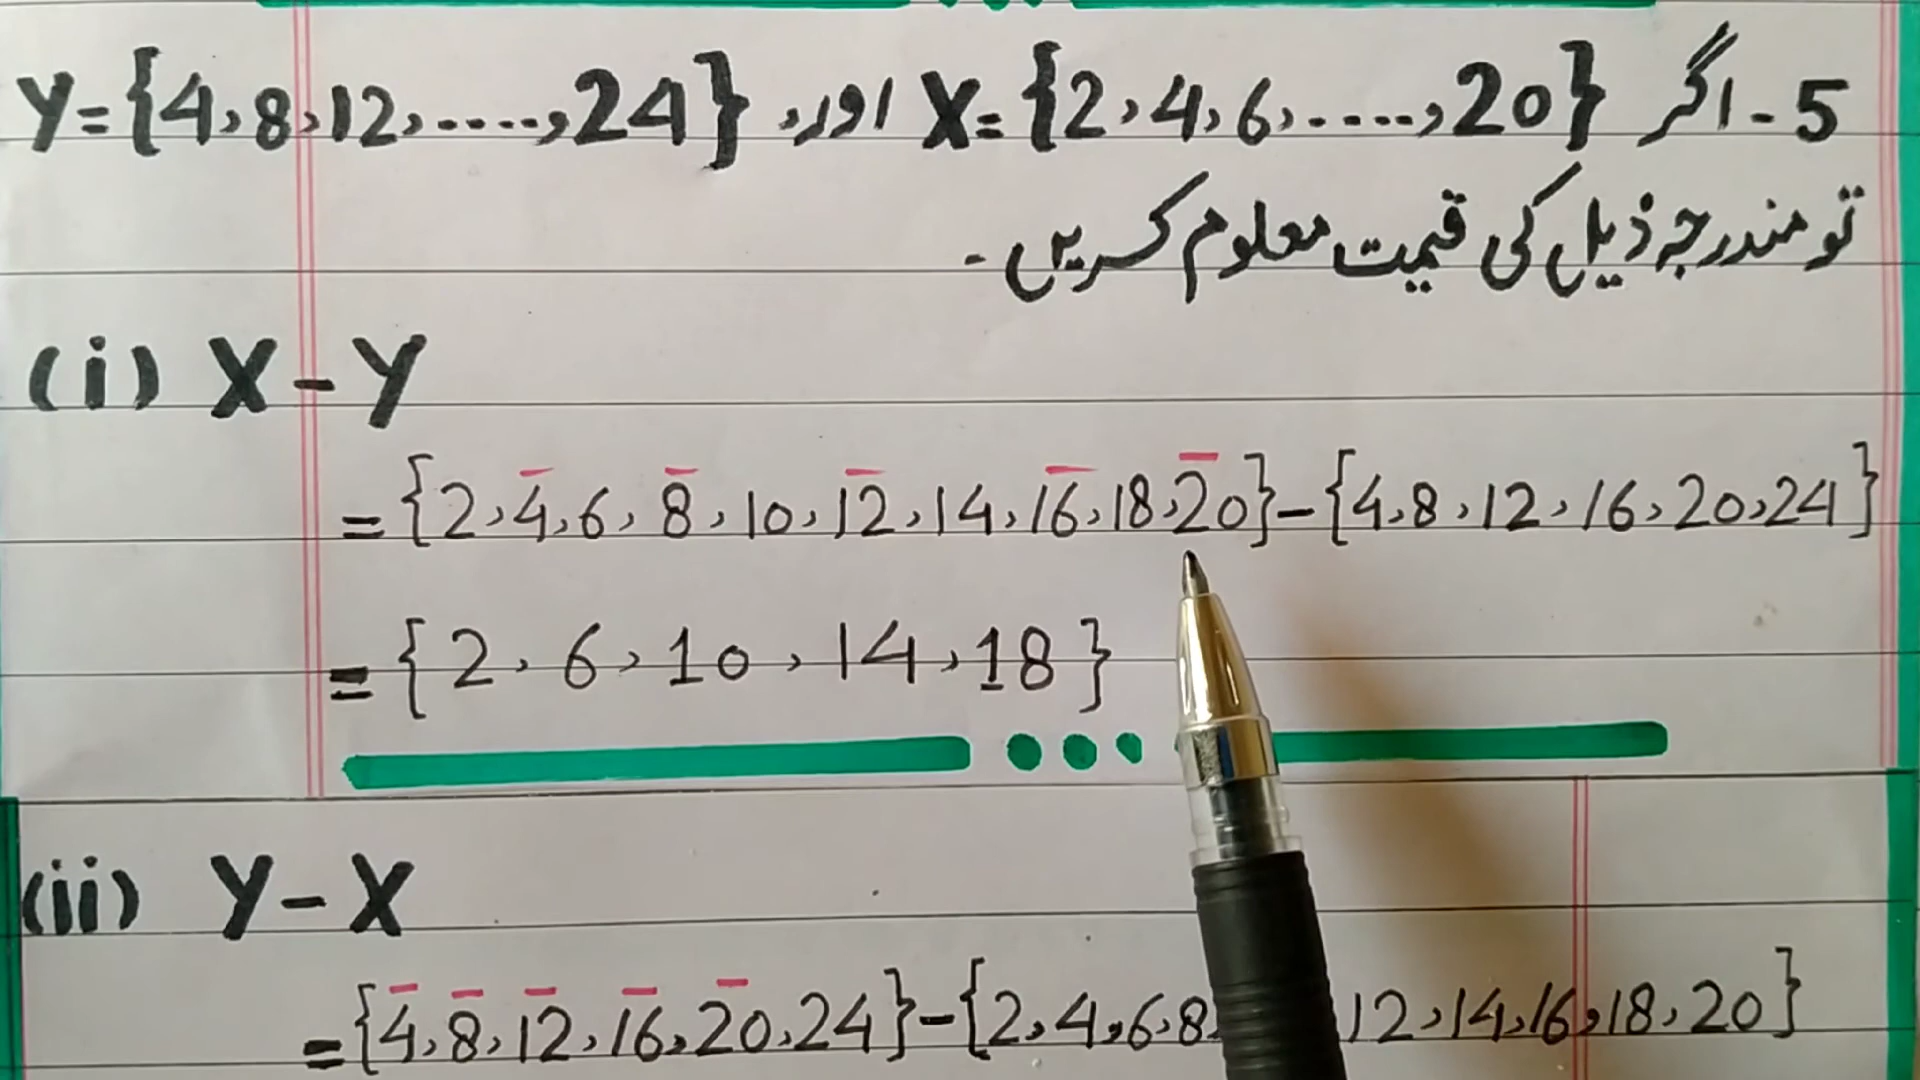 5 - اگر X = {2, 4, 6, ...., 20} اور، Y = {4, 8, 12, ...., 24}
تو مندرجہ ذیل کی قیمت معلوم کریں -
(i) X - Y
= {2, 4, 6, 8, 10, 12, 14, 16, 18, 20} - {4, 8, 12, 16, 20, 24}
= {2, 6, 10, 14, 18}
(ii) Y - X
= {4, 8, 12, 16, 20, 24} - {2, 4, 6, 8, 12, 14, 16, 18, 20}